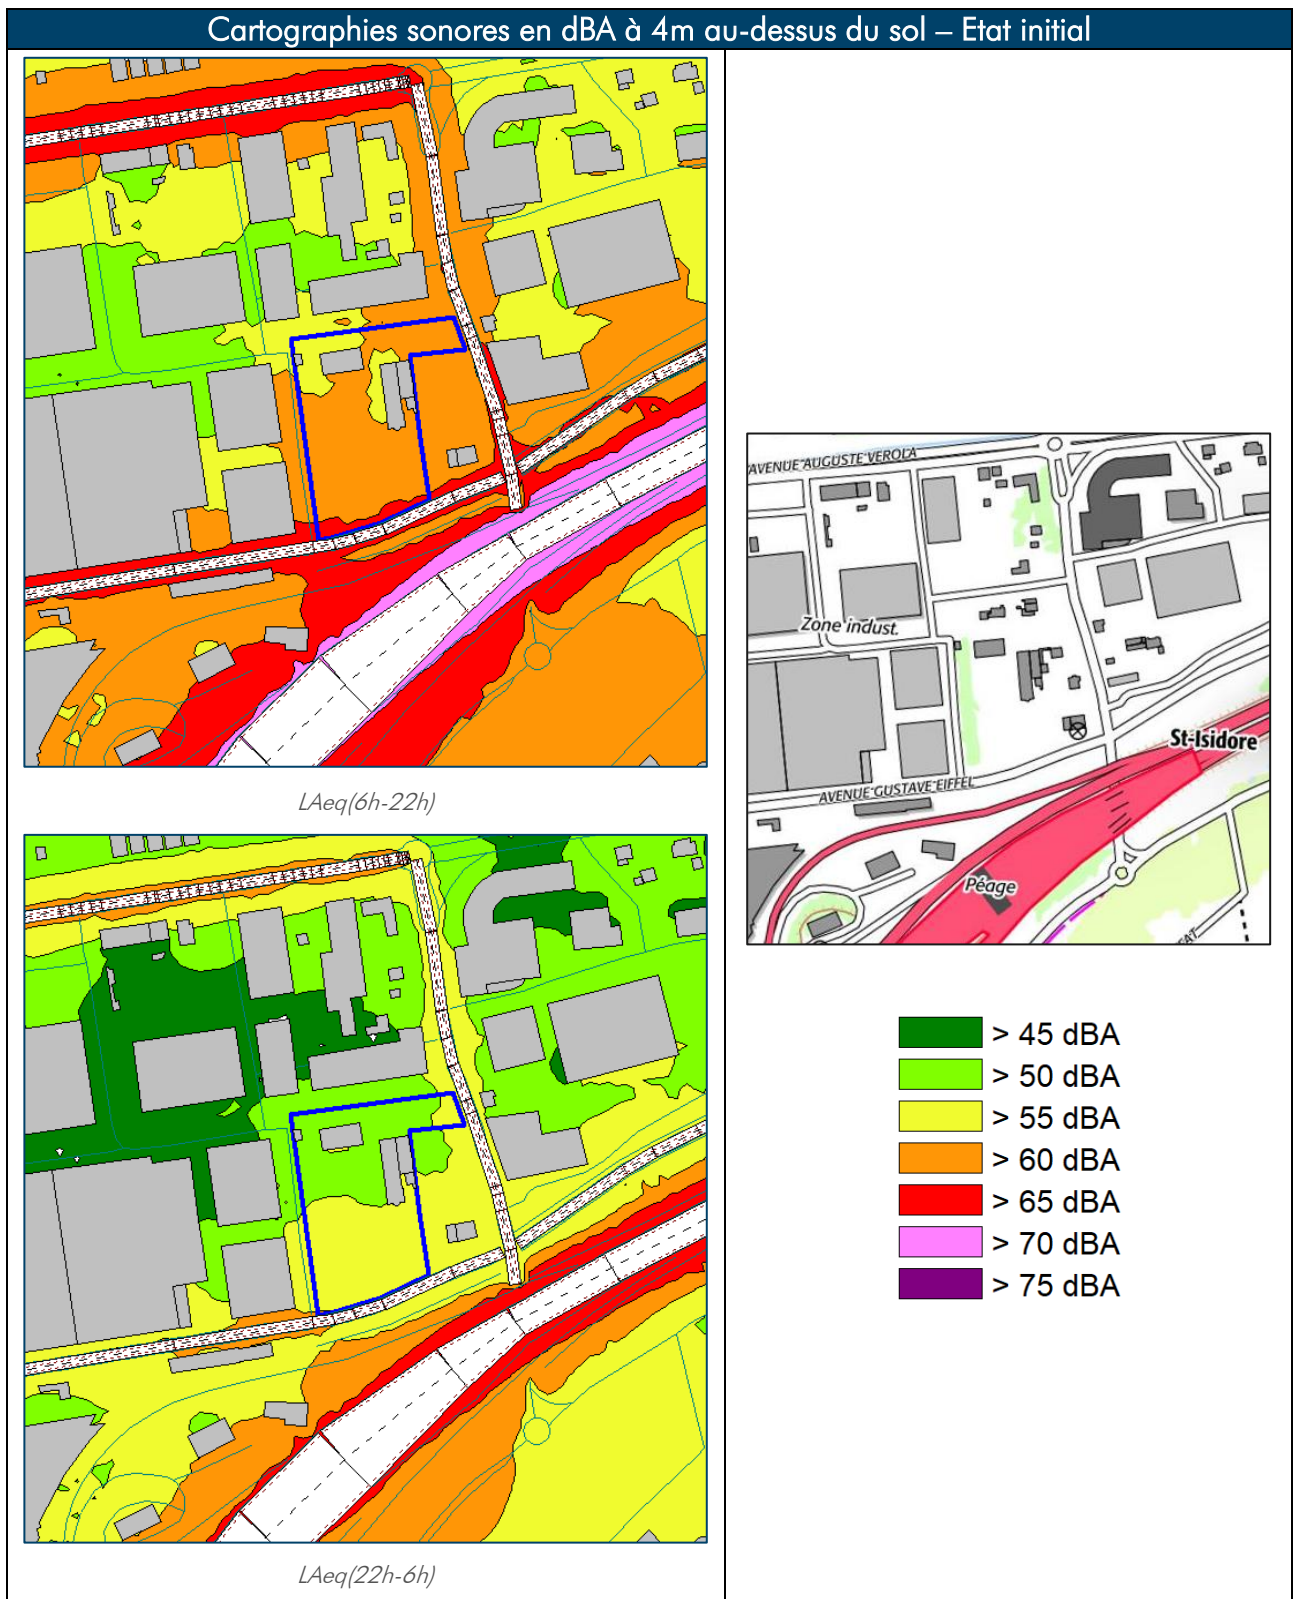 Cartographies sonores en dBA à 4m au-dessus du sol – Etat initial
LAeq(6h-22h)
LAeq(22h-6h)
AVENUE AUGUSTE VEROLA
Zone indust.
St-Isidore
AVENUE GUSTAVE EIFFEL
Péage
> 45 dBA
> 50 dBA
> 55 dBA
> 60 dBA
> 65 dBA
> 70 dBA
> 75 dBA